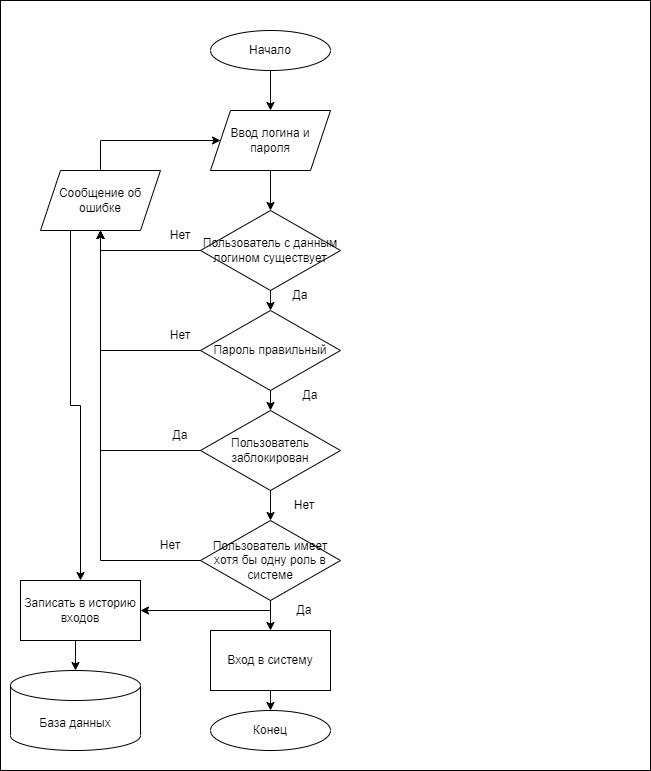 Начало
Ввод логина и
пароля
Сообщение об
ошибке
Нет
Пользователь с данным
логином существует
Да
Нет
Пароль правильный
Да
Да
Пользователь
заблокирован
Нет
Нет
Пользователь имеет
хотя бы одну роль в
системе
Да
Записать в историю
входов
Вход в систему
База данных
Конец